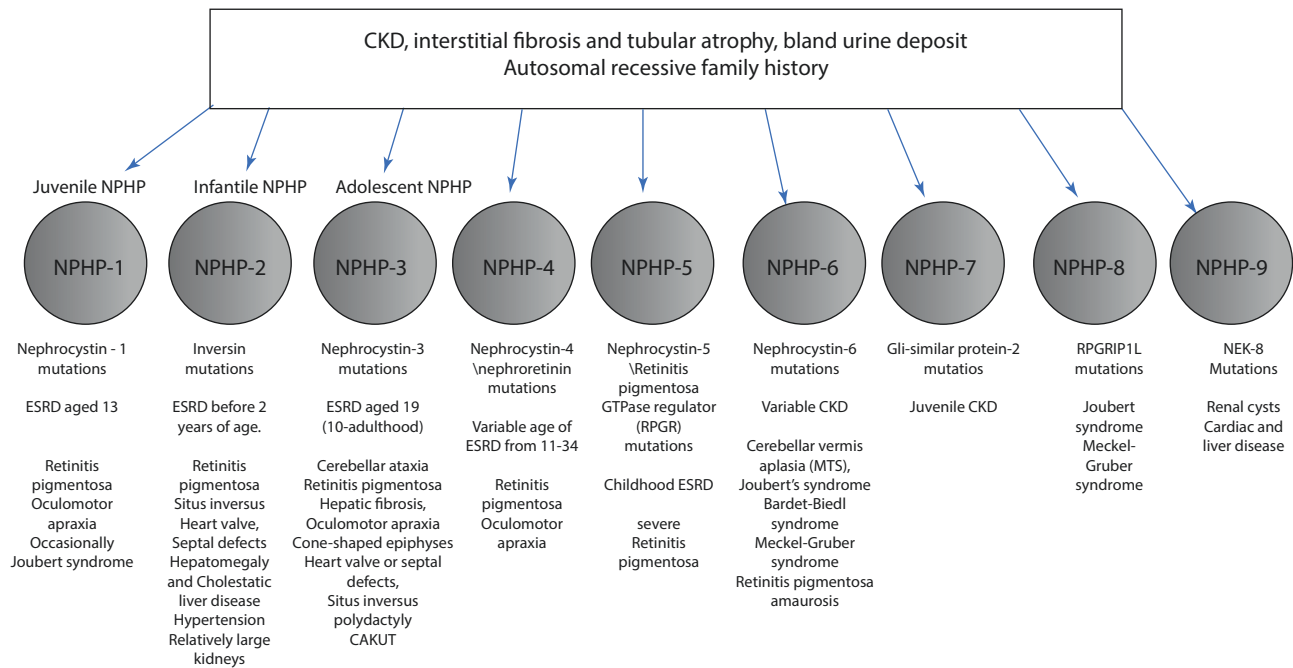 CKD, interstitial fibrosis and tubular atrophy, bland urine deposit
Autosomal recessive family history
Juvenile NPHP
Infantile NPHP
Adolescent NPHP
NPHP-1
NPHP-2
NPHP-3
NPHP-4
NPHP-5
NPHP-6
NPHP-7
NPHP-8
NPHP-9
Nephrocystin - 1
mutations
ESRD aged 13
Retinitis
pigmentosa
Oculomotor
apraxia
Occasionally
Joubert syndrome
Inversin
mutations
ESRD before 2
years of age.
Retinitis
pigmentosa
Situs inversus
Heart valve,
Septal defects
Hepatomegaly
and Cholestatic
liver disease
Hypertension
Relatively large
kidneys
Nephrocystin-3
mutations
ESRD aged 19
(10-adulthood)
Cerebellar ataxia
Retinitis pigmentosa
Hepatic fibrosis,
Oculomotor apraxia
Cone-shaped epiphyses
Heart valve or septal
defects,
Situs inversus
polydactyly
CAKUT
Nephrocystin-4
\nephroretinin
mutations
Variable age of
ESRD from 11-34
Retinitis
pigmentosa
Oculomotor
apraxia
Nephrocystin-5
\Retinitis
pigmentosa
GTPase regulator
(RPGR)
mutations
Childhood ESRD
severe
Retinitis
pigmentosa
Nephrocystin-6
mutations
Variable CKD
Cerebellar vermis
aplasia (MTS),
Joubert's syndrome
Bardet-Biedl
syndrome
Meckel-Gruber
syndrome
Retinitis pigmentosa
amaurosis
Gli-similar protein-2
mutatios
Juvenile CKD
RPGRIP1L
mutations
Joubert
syndrome
Meckel-
Gruber
syndrome
NEK-8
Mutations
Renal cysts
Cardiac and
liver disease